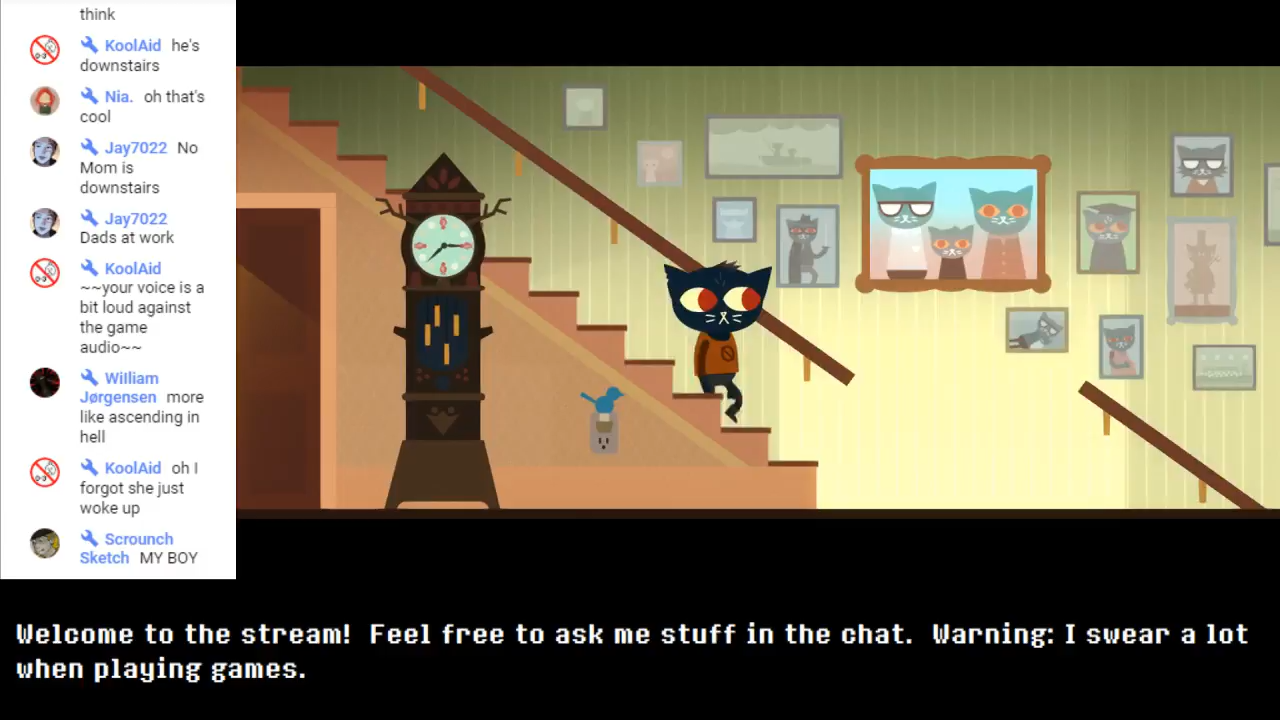 think
KoolAid he's
downstairs
Nia. oh that's
cool
Jay7022 No
Mom is
downstairs
Jay7022
Dads at work
KoolAid
~~your voice is a
bit loud against
the game
audio~~
William
Jørgensen more
like ascending in
hell
KoolAid oh I
forgot she just
woke up
Scrounch
Sketch MY BOY
Welcome to the stream! Feel free to ask me stuff in the chat. Warning: I swear a lot
when playing games.